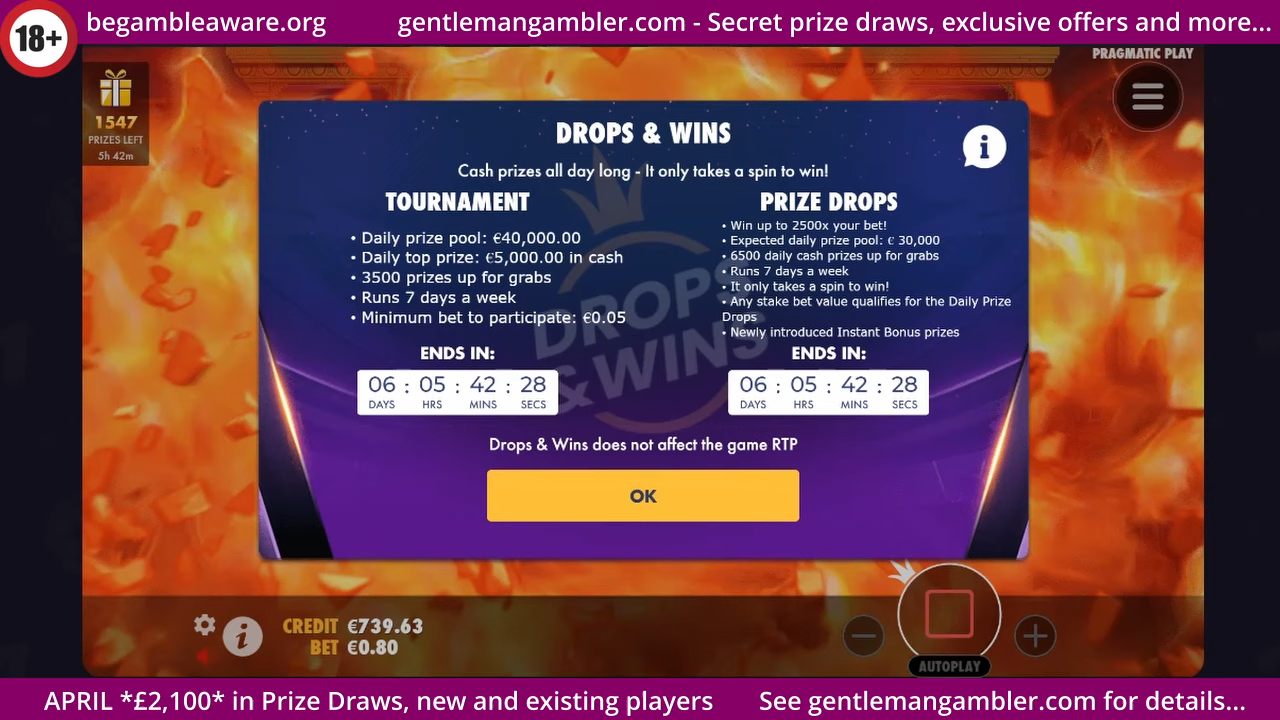 18+
begambleaware.org
gentlemangambler.com - Secret prize draws, exclusive offers and more...
PRAGMATIC PLAY
1547
PRIZES LEFT
5h 42m
DROPS & WINS
Cash prizes all day long - It only takes a spin to win!
TOURNAMENT
• Daily prize pool: €40,000.00
• Daily top prize: €5,000.00 in cash
• 3500 prizes up for grabs
• Runs 7 days a week
• Minimum bet to participate: €0.05
ENDS IN:
06 : 05 : 42 : 28
DAYS HRS MINS SECS
PRIZE DROPS
• Win up to 2500x your bet!
• Expected daily prize pool: € 30,000
• 6500 daily cash prizes up for grabs
• Runs 7 days a week
• It only takes a spin to win!
• Any stake bet value qualifies for the Daily Prize
Drops
• Newly introduced Instant Bonus prizes
ENDS IN:
06 : 05 : 42 : 28
DAYS HRS MINS SECS
DROPS
& WINS
Drops & Wins does not affect the game RTP
OK
CREDIT €739.63
BET €0.80
AUTOPLAY
APRIL *£2,100* in Prize Draws, new and existing players
See gentlemangambler.com for details...